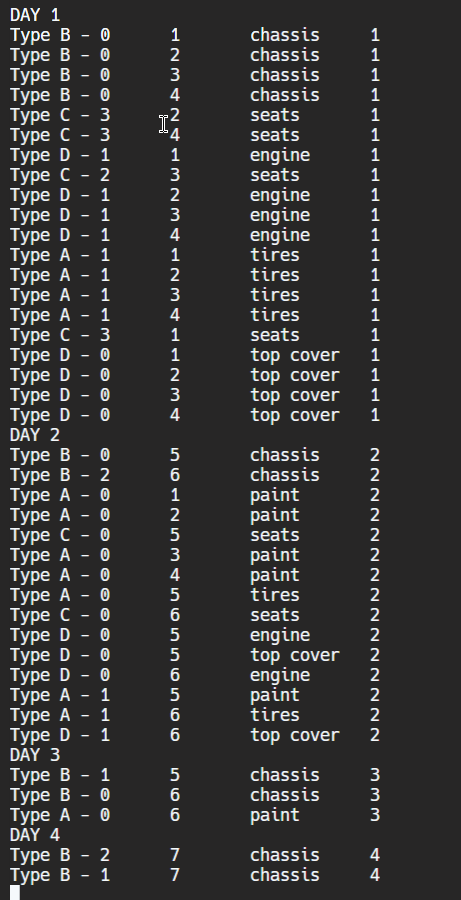 DAY 1
Type B - 0 1 chassis 1
Type B - 0 2 chassis 1
Type B - 0 3 chassis 1
Type B - 0 4 chassis 1
Type C - 3 2 seats 1
Type C - 3 4 seats 1
Type D - 1 1 engine 1
Type C - 2 3 seats 1
Type D - 1 2 engine 1
Type D - 1 3 engine 1
Type D - 1 4 engine 1
Type A - 1 1 tires 1
Type A - 1 2 tires 1
Type A - 1 3 tires 1
Type A - 1 4 tires 1
Type C - 3 1 seats 1
Type D - 0 1 top cover 1
Type D - 0 2 top cover 1
Type D - 0 3 top cover 1
Type D - 0 4 top cover 1
DAY 2
Type B - 0 5 chassis 2
Type B - 2 6 chassis 2
Type A - 0 1 paint 2
Type A - 0 2 paint 2
Type C - 0 5 seats 2
Type A - 0 3 paint 2
Type A - 0 4 paint 2
Type A - 0 5 tires 2
Type C - 0 6 seats 2
Type D - 0 5 engine 2
Type D - 0 5 top cover 2
Type D - 0 6 engine 2
Type A - 1 5 paint 2
Type A - 1 6 tires 2
Type D - 1 6 top cover 2
DAY 3
Type B - 1 5 chassis 3
Type B - 0 6 chassis 3
Type A - 0 6 paint 3
DAY 4
Type B - 2 7 chassis 4
Type B - 1 7 chassis 4